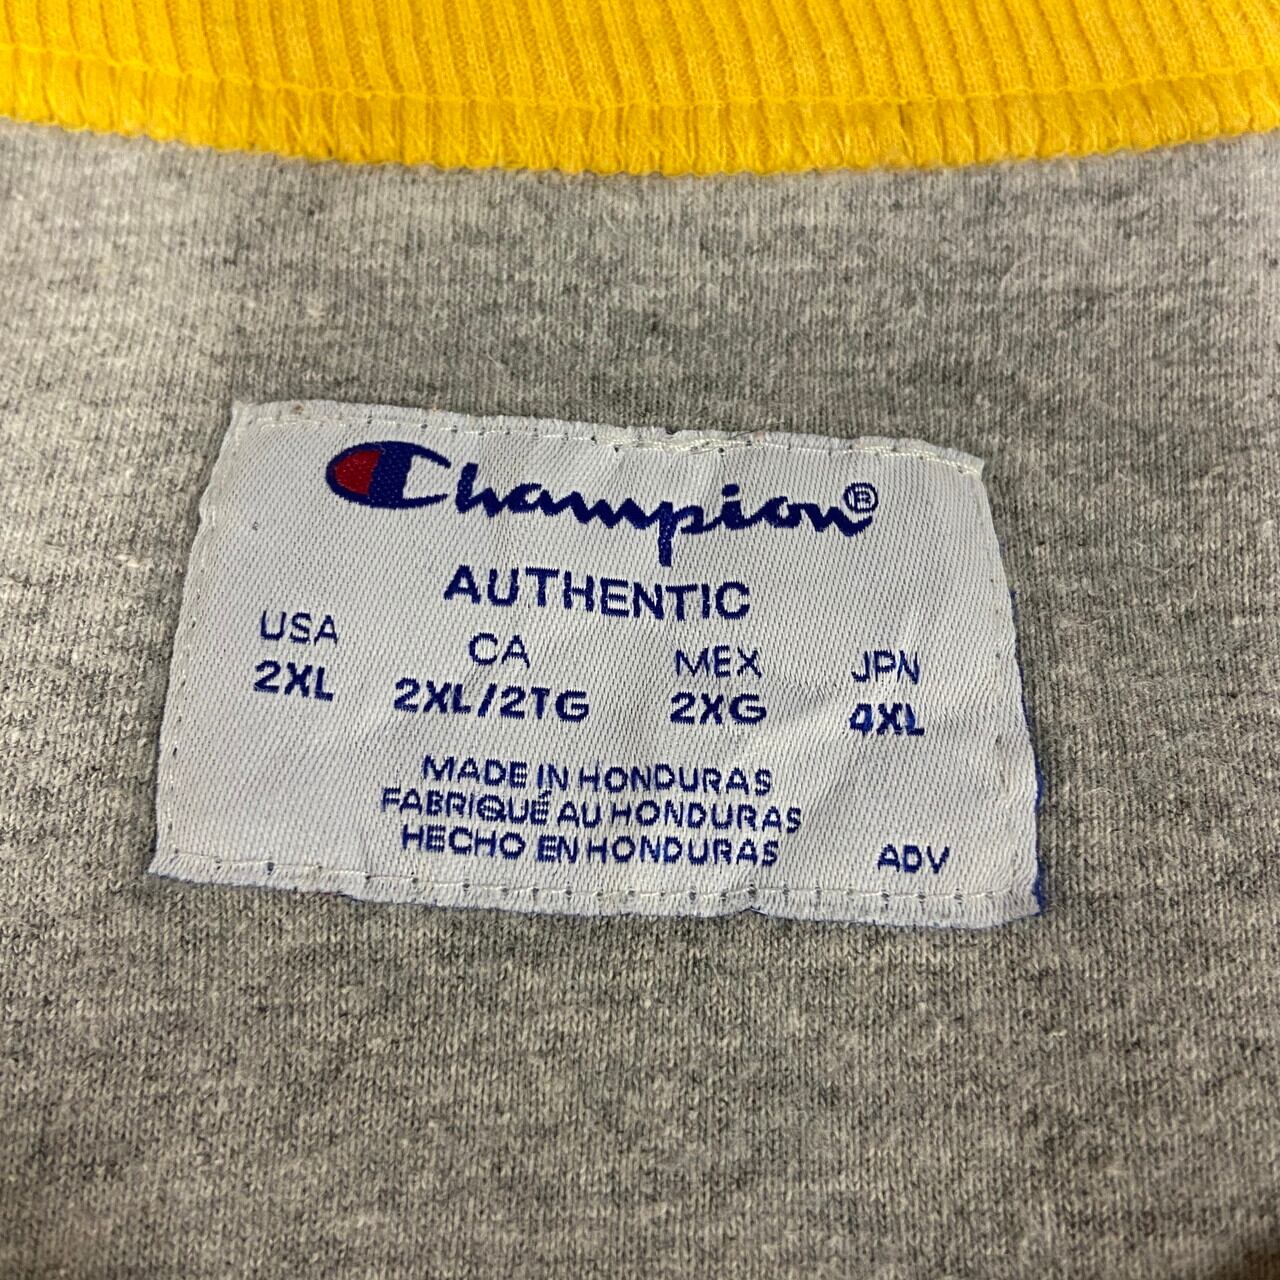 Champion®
AUTHENTIC
USA CA MEX JPN
2XL 2XL/2TG 2XG 4XL
MADE IN HONDURAS
FABRIQUÉ AU HONDURAS
HECHO EN HONDURAS ADV